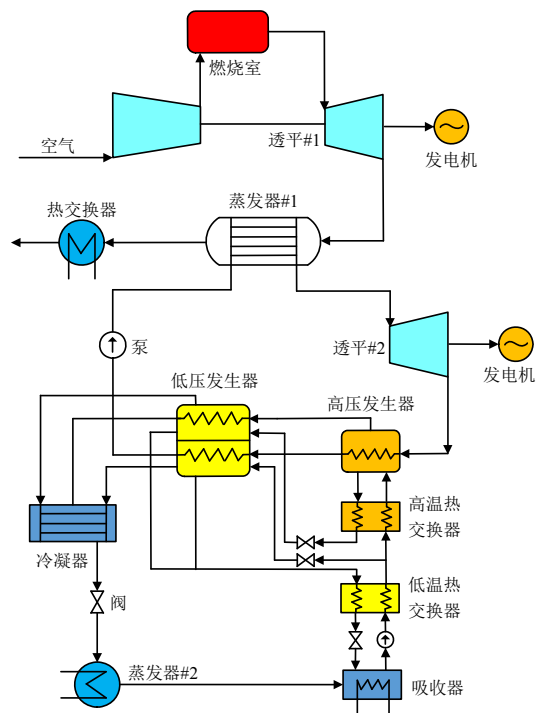 燃烧室
空气
透平#1
发电机
蒸发器#1
热交换器
泵
透平#2
发电机
低压发生器
高压发生器
高温热
交换器
冷凝器
阀
低温热
交换器
蒸发器#2
吸收器